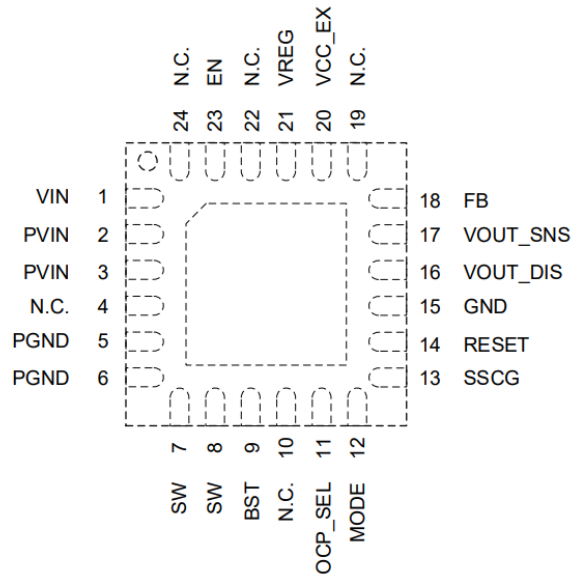 N.C. EN N.C. VREG VCC_EX N.C.
24 23 22 21 20 19
VIN 1 18 FB
PVIN 2 17 VOUT_SNS
PVIN 3 16 VOUT_DIS
N.C. 4 15 GND
PGND 5 14 RESET
PGND 6 13 SSCG
7 8 9 10 11 12
SW SW BST N.C. OCP_SEL MODE